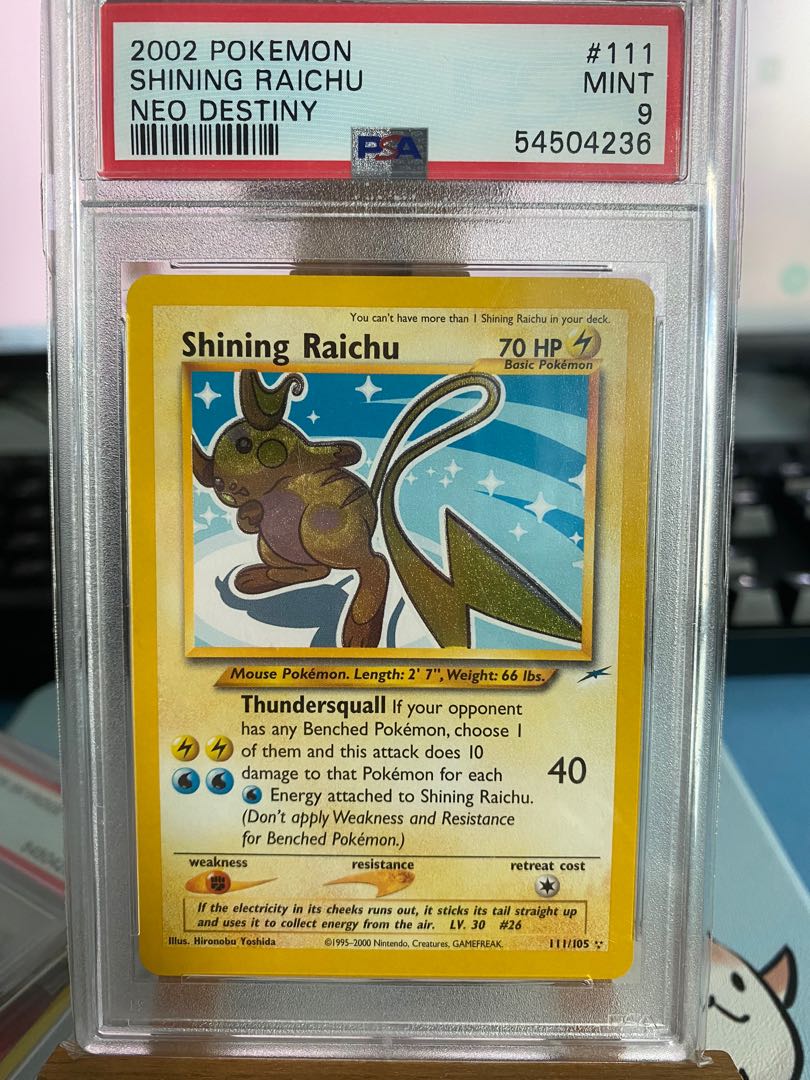 2002 POKEMON #111
SHINING RAICHU MINT
NEO DESTINY 9
PSA 54504236
You can't have more than 1 Shining Raichu in your deck.
Shining Raichu 70 HP
Basic Pokémon
Mouse Pokémon. Length: 2' 7", Weight: 66 lbs.
Thundersquall If your opponent
has any Benched Pokémon, choose 1
of them and this attack does 10
damage to that Pokémon for each 40
Energy attached to Shining Raichu.
(Don't apply Weakness and Resistance
for Benched Pokémon.)
weakness resistance retreat cost
If the electricity in its cheeks runs out, it sticks its tail straight up
and uses it to collect energy from the air. LV. 30 #26
Illus. Hironobu Yoshida ©1995-2000 Nintendo, Creatures, GAMEFREAK. 111/105